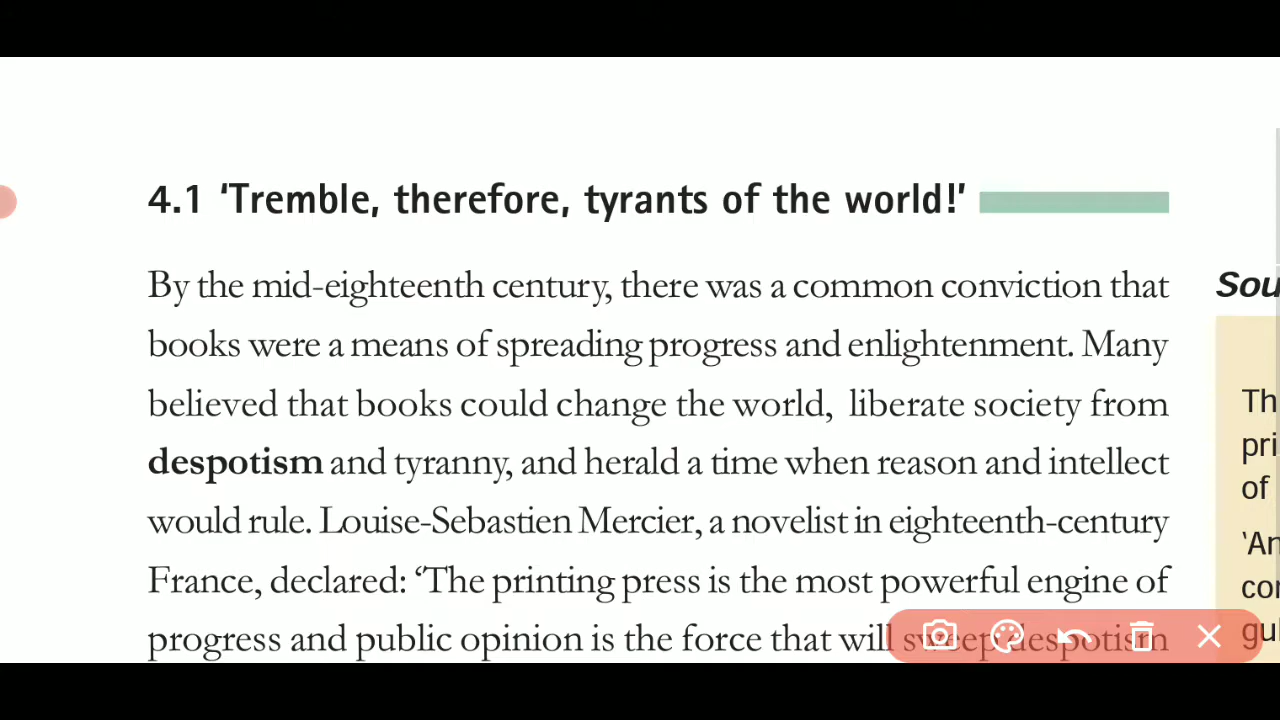 4.1 ‘Tremble, therefore, tyrants of the world!’
By the mid-eighteenth century, there was a common conviction that
books were a means of spreading progress and enlightenment. Many
believed that books could change the world, liberate society from
despotism and tyranny, and herald a time when reason and intellect
would rule. Louise-Sebastien Mercier, a novelist in eighteenth-century
France, declared: ‘The printing press is the most powerful engine of
progress and public opinion is the force that will sweep despotism
Sou
Th
pri
of
‘An
con
gul